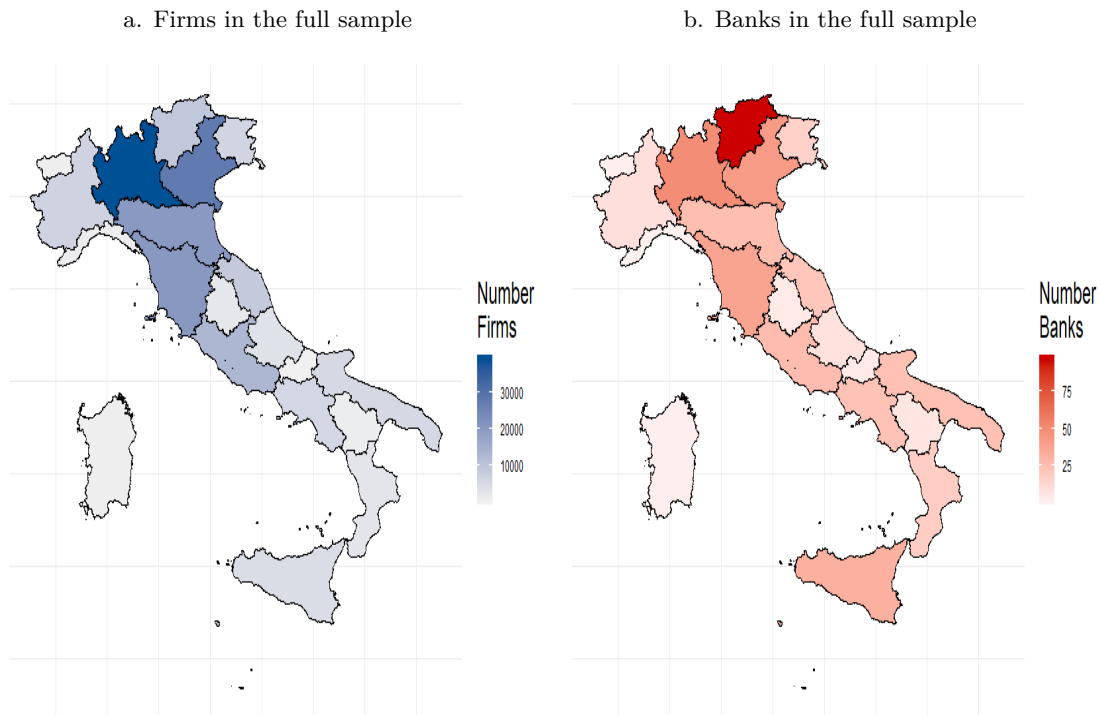 a. Firms in the full sample
b. Banks in the full sample
Number
Firms
30000
20000
10000
Number
Banks
75
50
25